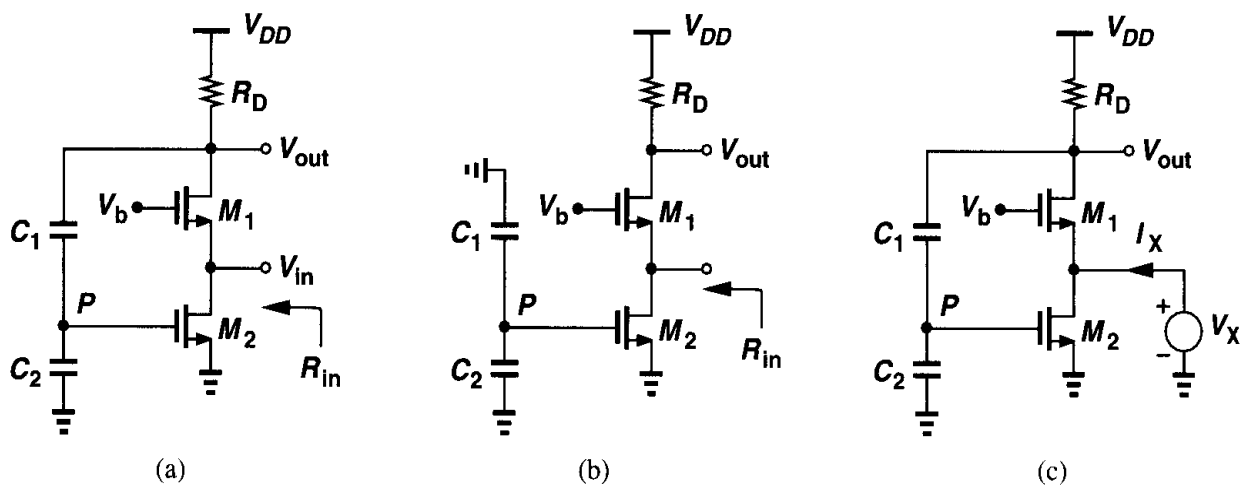 V_DD
R_D
V_out
V_b
M_1
C_1
V_in
P
M_2
C_2
R_in
(a)
V_DD
R_D
V_out
V_b
M_1
C_1
P
M_2
C_2
R_in
(b)
V_DD
R_D
V_out
V_b
M_1
C_1
I_X
P
+
M_2
V_X
−
C_2
(c)